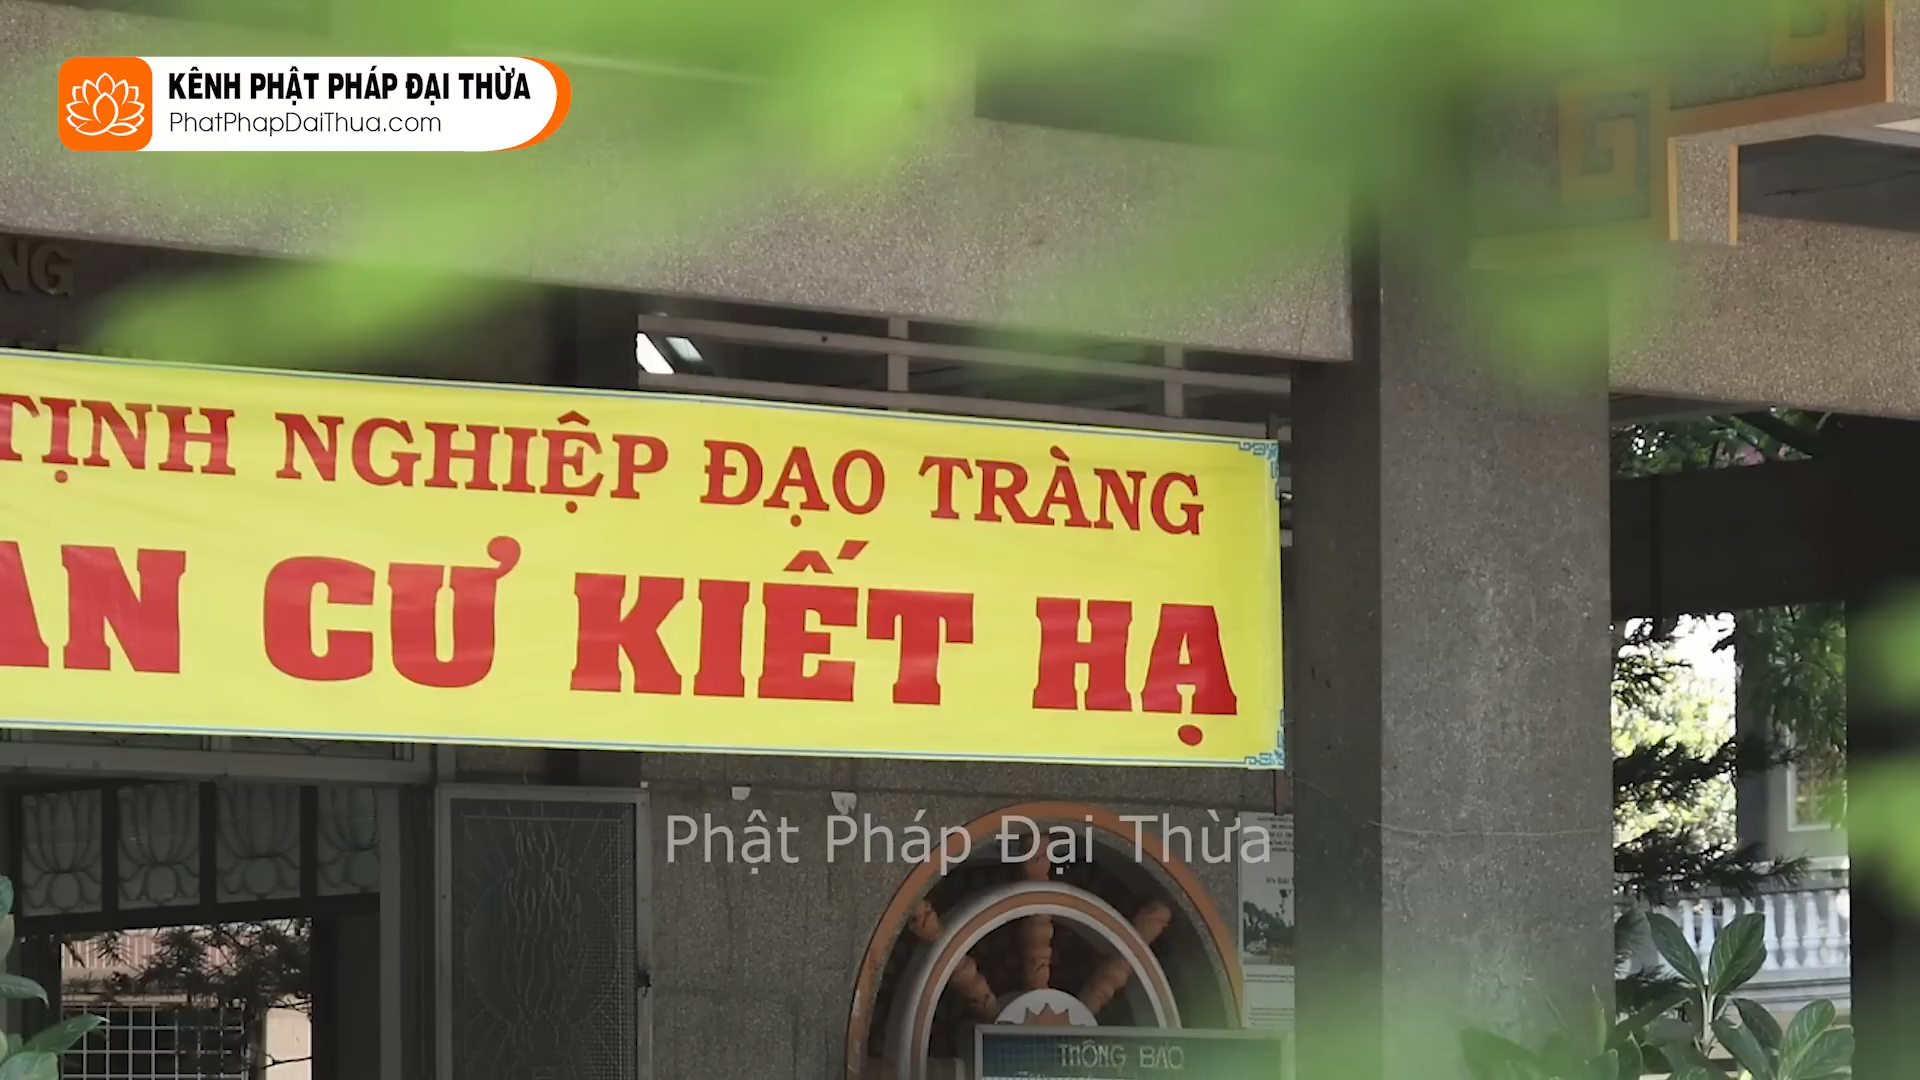 KÊNH PHẬT PHÁP ĐẠI THỪA
PhatPhapDaiThua.com
NG
TỊNH NGHIỆP ĐẠO TRÀNG
AN CƯ KIẾT HẠ
Phật Pháp Đại Thừa
THÔNG BÁO